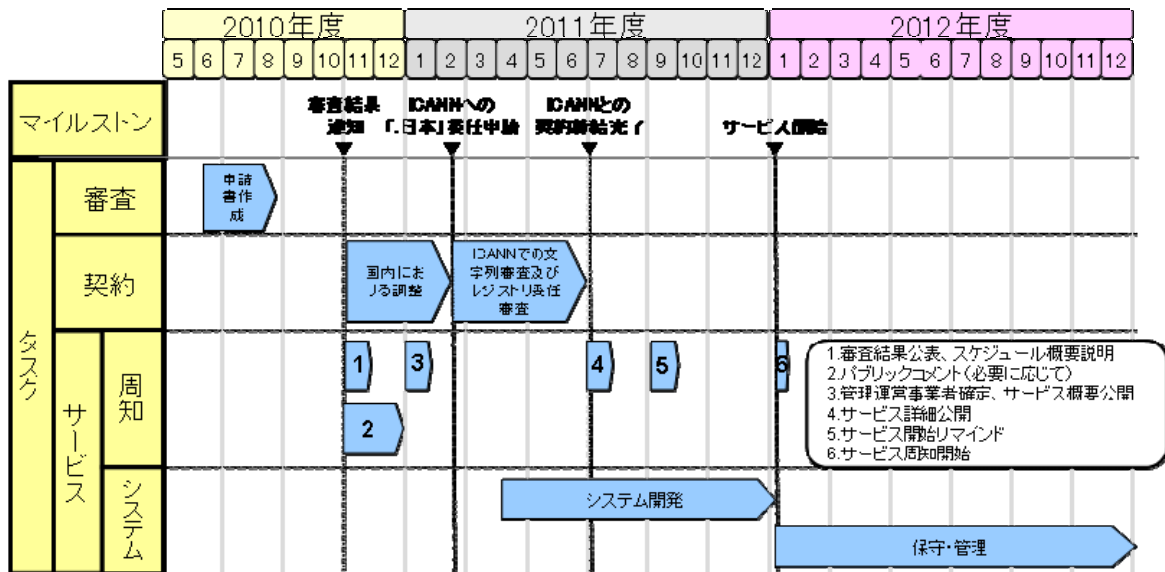 2010年度 2011年度 2012年度
5 6 7 8 9 10 11 12 1 2 3 4 5 6 7 8 9 10 11 12 1 2 3 4 5 6 7 8 9 10 11 12
マイルストン
審査結果
通知
ICANNへの
「.日本」委任申請
ICANNとの
契約締結完了
サービス開始
タスク
審査
申請
書作
成
契約
国内にお
ける調整
ICANNでの文
字列審査及び
レジストリ委任
審査
サービス
周知
1 3 4 5 6
2
1.審査結果公表、スケジュール概要説明
2.パブリックコメント(必要に応じて)
3.管理運営事業者確定、サービス概要公開
4.サービス詳細公開
5.サービス開始リマインド
6.サービス周知開始
システム
システム開発
保守・管理